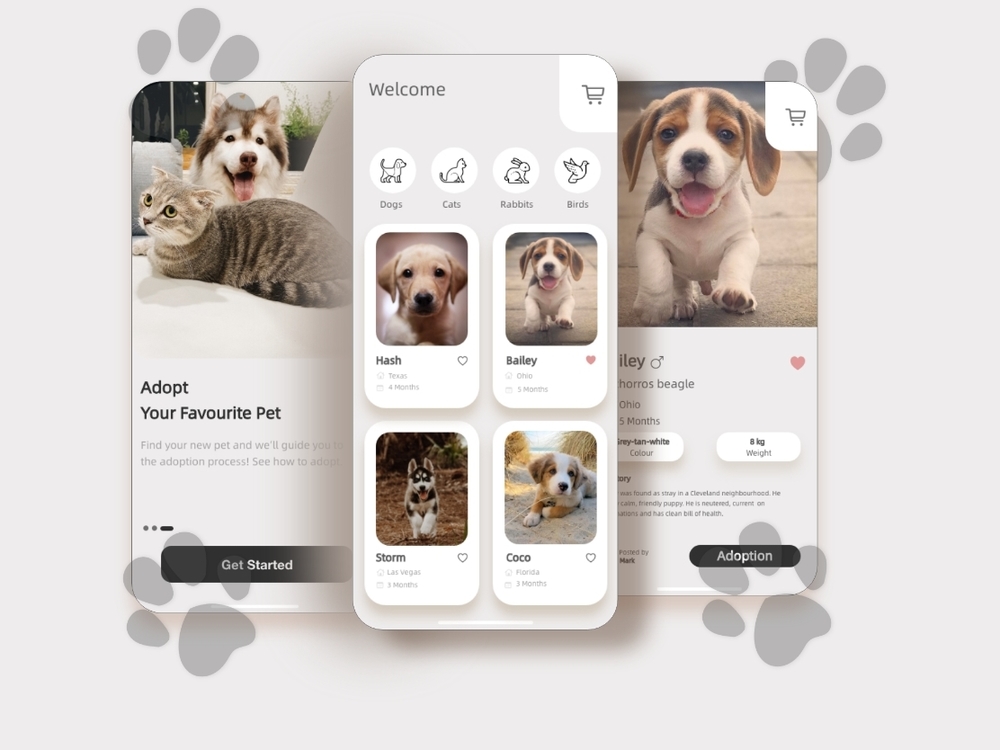 Adopt
Your Favourite Pet
Find your new pet and we'll guide you to
the adoption process! See how to adopt.
Get Started
Welcome
Dogs
Cats
Rabbits
Birds
Hash
Texas
4 Months
Bailey
Ohio
5 Months
Storm
Las Vegas
3 Months
Coco
Florida
3 Months
iley
horros beagle
Ohio
5 Months
Grey-tan-white
Colour
8 kg
Weight
tory
was found as stray in a Cleveland neighbourhood. He
calm, friendly puppy. He is neutered, current on
ations and has clean bill of health.
Posted by
Mark
Adoption